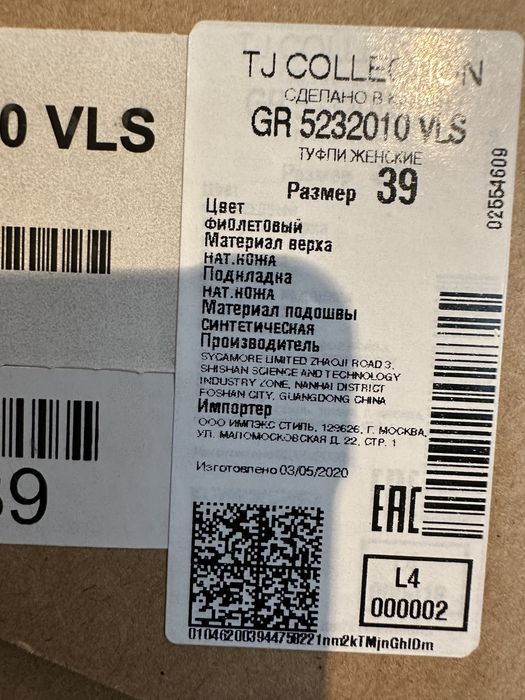 0 VLS
39
TJ COLLECTION
СДЕЛАНО В
GR 5232010 VLS
ТУФЛИ ЖЕНСКИЕ
Размер 39
Цвет
ФИОЛЕТОВЫЙ
Материал верха
НАТ.КОЖА
Подкладка
НАТ.КОЖА
Материал подошвы
СИНТЕТИЧЕСКАЯ
Производитель
SYCAMORE LIMITED ZHAOJI ROAD 3,
SHISHAN SCIENCE AND TECHNOLOGY
INDUSTRY ZONE, NANHAI DISTRICT
FOSHAN CITY, GUANGDONG CHINA
Импортер
ООО ИМПЭКС СТИЛЬ, 129626, Г. МОСКВА,
УЛ. МАЛОМОСКОВСКАЯ Д. 22, СТР. 1
Изготовлено 03/05/2020
02554609
EAC
L4
000002
010462003944758221nm2kTMjnGhlDm